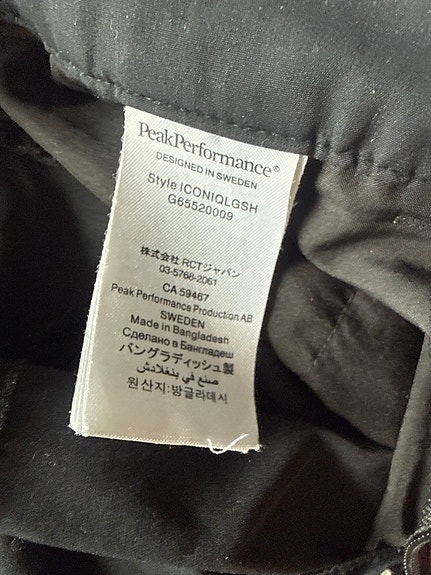 PeakPerformance®
DESIGNED IN SWEDEN
Style ICONIQLGSH
G65520009
株式会社 RCTジャパン
03-5768-2061
CA 59467
Peak Performance Production AB
SWEDEN
Made in Bangladesh
Сделано в Бангладеш
バングラディッシュ製
صنع في بنغلادش
원산지:방글라데시